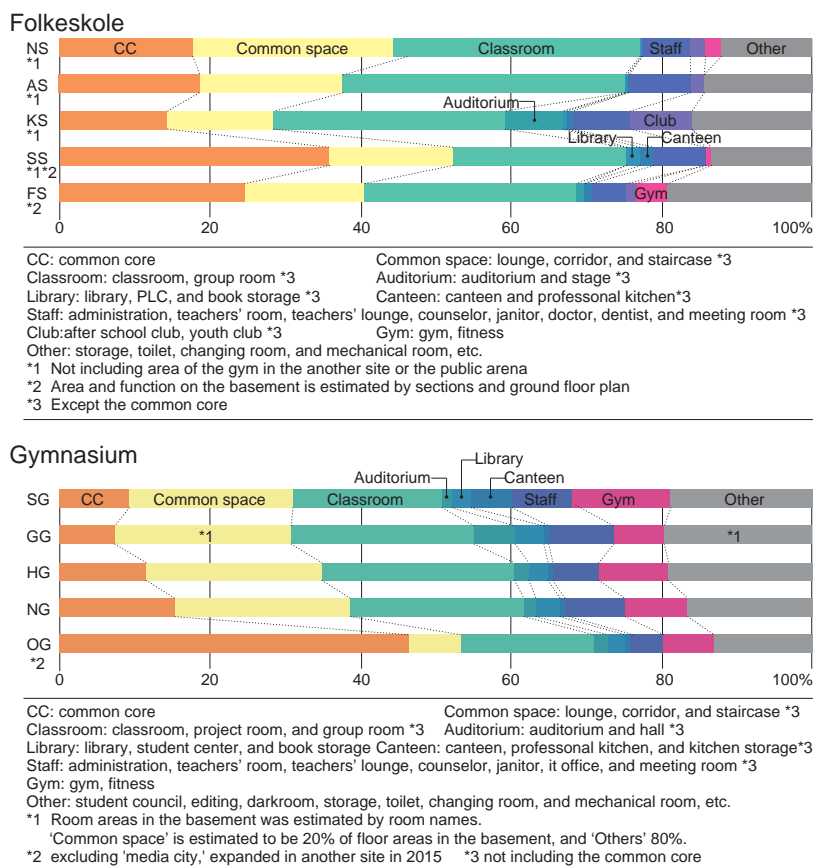 Folkeskole
NS CC Common space Classroom Staff Other
*1
AS
*1 Auditorium
KS Club
*1 Library Canteen
SS
*1*2
FS Gym
*2
0 20 40 60 80 100%
CC: common core Common space: lounge, corridor, and staircase *3
Classroom: classroom, group room *3 Auditorium: auditorium and stage *3
Library: library, PLC, and book storage *3 Canteen: canteen and professonal kitchen*3
Staff: administration, teachers' room, teachers' lounge, counselor, janitor, doctor, dentist, and meeting room *3
Club:after school club, youth club *3 Gym: gym, fitness
Other: storage, toilet, changing room, and mechanical room, etc.
*1 Not including area of the gym in the another site or the public arena
*2 Area and function on the basement is estimated by sections and ground floor plan
*3 Except the common core
Gymnasium
Library
Auditorium Canteen
SG CC Common space Classroom Staff Gym Other
GG *1 *1
HG
NG
OG
*2
0 20 40 60 80 100%
CC: common core Common space: lounge, corridor, and staircase *3
Classroom: classroom, project room, and group room *3 Auditorium: auditorium and hall *3
Library: library, student center, and book storage Canteen: canteen, professonal kitchen, and kitchen storage*3
Staff: administration, teachers' room, teachers' lounge, counselor, janitor, it office, and meeting room *3
Gym: gym, fitness
Other: student council, editing, darkroom, storage, toilet, changing room, and mechanical room, etc.
*1 Room areas in the basement was estimated by room names.
'Common space' is estimated to be 20% of floor areas in the basement, and 'Others' 80%.
*2 excluding 'media city,' expanded in another site in 2015 *3 not including the common core